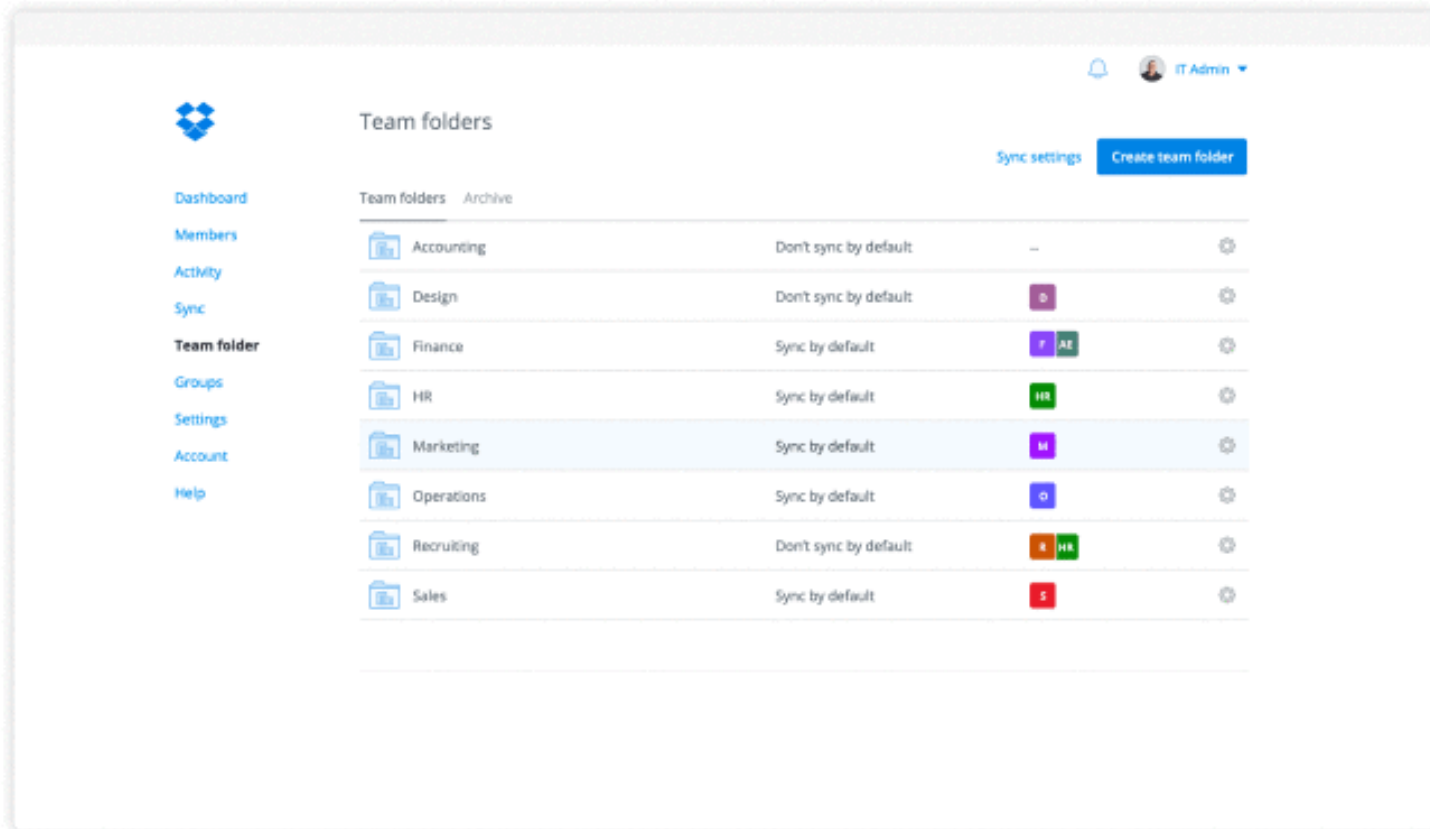 IT Admin
Team folders
Sync settings Create team folder
Dashboard
Members
Activity
Sync
Team folder
Groups
Settings
Account
Help
Team folders Archive
Accounting Don't sync by default --
Design Don't sync by default D
Finance Sync by default F AE
HR Sync by default HR
Marketing Sync by default M
Operations Sync by default O
Recruiting Don't sync by default R HR
Sales Sync by default S